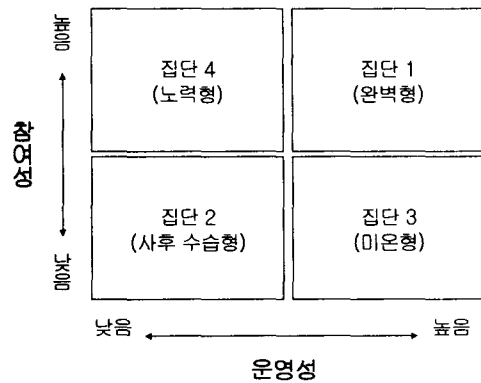 높음
집단 4
(노력형)
집단 1
(완벽형)
참여성
집단 2
(사후 수습형)
집단 3
(미온형)
낮음
낮음
높음
운영성